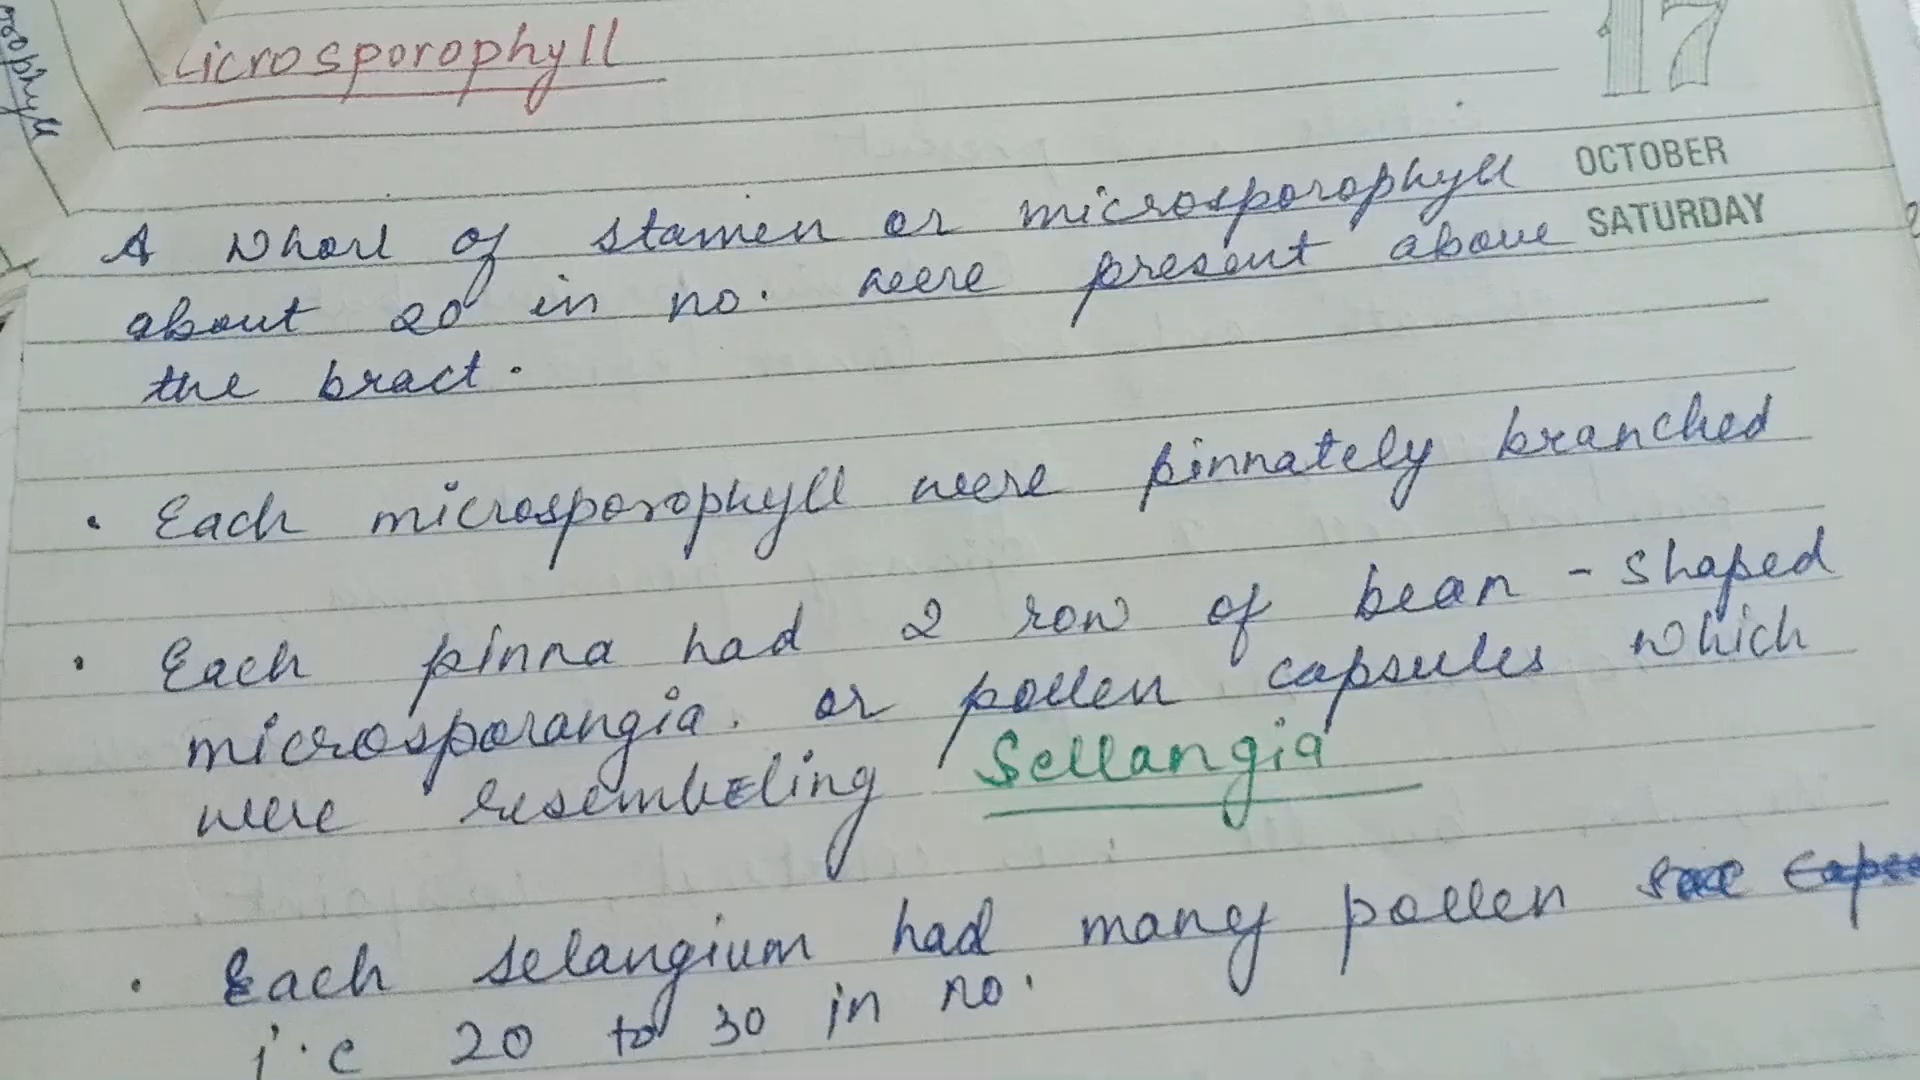 icrosporophyll
17
OCTOBER
SATURDAY
A whorl of stamen or microsporophyll
about 20 in no. were present above
the bract.
• Each microsporophyll were pinnately branched
• Each pinna had 2 row of bean - shaped
microsporangia. or pollen capsules which
were resembeling Sellangia
• Each selangium had many pollen
i.e 20 to 30 in no.